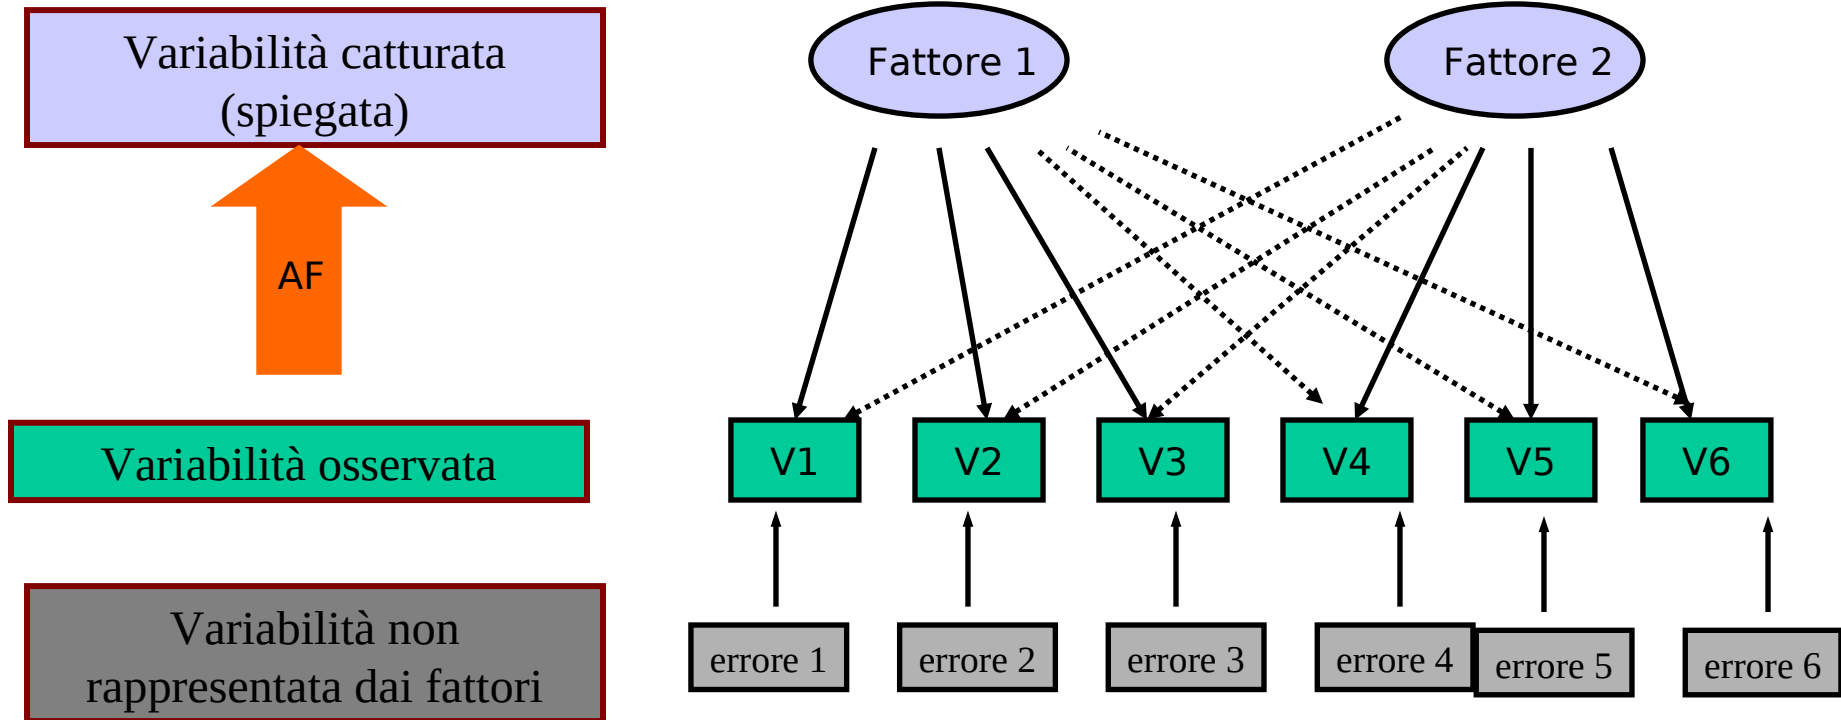 Variabilità catturata
(spiegata)
Fattore 1
Fattore 2
AF
Variabilità osservata
V1
V2
V3
V4
V5
V6
Variabilità non
rappresentata dai fattori
errore 1
errore 2
errore 3
errore 4
errore 5
errore 6